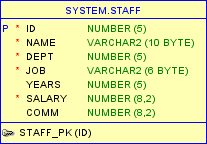 SYSTEM.STAFF
P * ID NUMBER (5)
* NAME VARCHAR2 (10 BYTE)
* DEPT NUMBER (5)
* JOB VARCHAR2 (6 BYTE)
YEARS NUMBER (5)
* SALARY NUMBER (8,2)
COMM NUMBER (8,2)
STAFF_PK (ID)